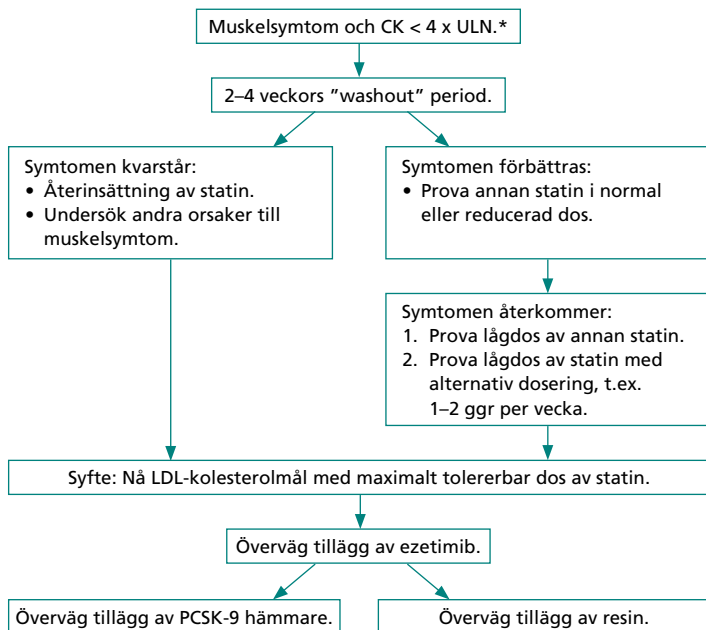 Muskelsymtom och CK < 4 x ULN.*
2–4 veckors ”washout” period.
Symtomen kvarstår:
• Återinsättning av statin.
• Undersök andra orsaker till
muskelsymtom.
Symtomen förbättras:
• Prova annan statin i normal
eller reducerad dos.
Symtomen återkommer:
1. Prova lågdos av annan statin.
2. Prova lågdos av statin med
alternativ dosering, t.ex.
1–2 ggr per vecka.
Syfte: Nå LDL-kolesterolmål med maximalt tolererbar dos av statin.
Överväg tillägg av ezetimib.
Överväg tillägg av PCSK-9 hämmare.
Överväg tillägg av resin.